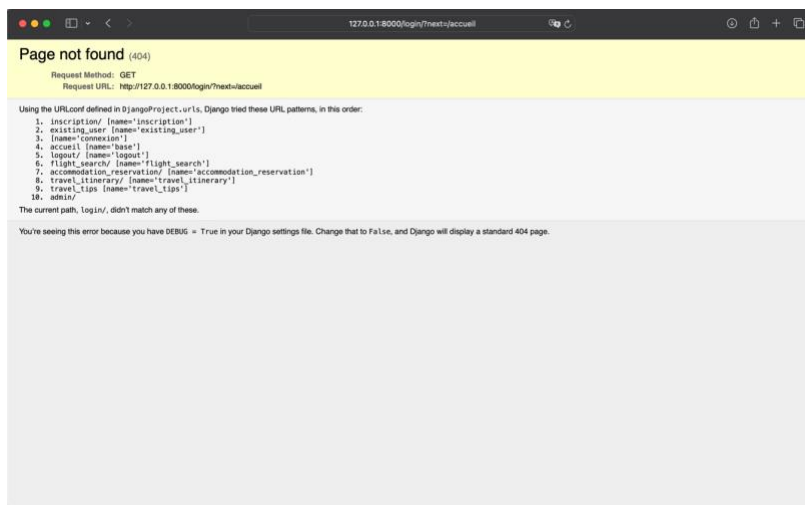 127.0.0.1:8000/login/?next=/accueil
Page not found (404)
Request Method: GET
Request URL: http://127.0.0.1:8000/login/?next=/accueil
Using the URLconf defined in DjangoProject.urls, Django tried these URL patterns, in this order:
1. inscription/ [name='inscription']
2. existing_user [name='existing_user']
3. [name='connexion']
4. accueil [name='base']
5. logout/ [name='logout']
6. flight_search/ [name='flight_search']
7. accommodation_reservation/ [name='accommodation_reservation']
8. travel_itinerary/ [name='travel_itinerary']
9. travel_tips [name='travel_tips']
10. admin/
The current path, login/, didn't match any of these.
You're seeing this error because you have DEBUG = True in your Django settings file. Change that to False, and Django will display a standard 404 page.